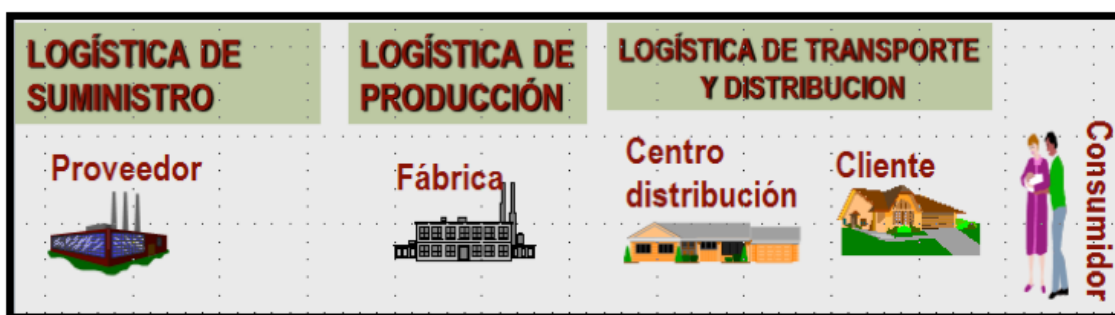 LOGÍSTICA DE
SUMINISTRO
LOGÍSTICA DE
PRODUCCIÓN
LOGÍSTICA DE TRANSPORTE
Y DISTRIBUCION
Proveedor
Fábrica
Centro
distribución
Cliente
Consumidor